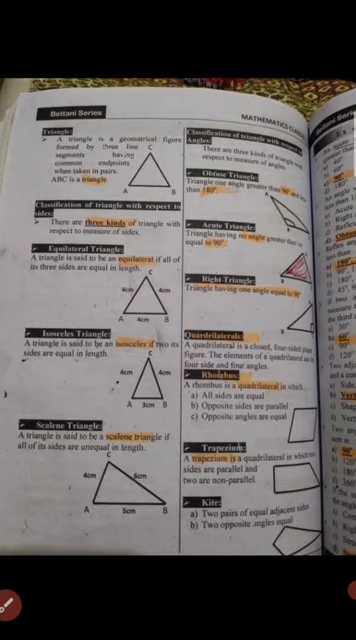 Bettani Series
MATHEMATICS CLASS
Triangle:
A triangle is a geomatrical figure
formed by three line
segments having
common endpoints
when taken in pairs.
ABC is a triangle.
C
A B
Classification of triangle with respect to
sides:
There are three kinds of triangle with
respect to measure of sides.
Equilateral Triangle:
A triangle is said to be an equilateral if all of
its three sides are equal in length.
C
4cm 4cm
A 4cm B
Isosceles Triangle:
A triangle is said to be an isosceles if two its
sides are equal in length.
C
4cm 4cm
A 3cm B
Scalene Triangle:
A triangle is said to be a scalene triangle if
all of its sides are unequal in length.
C
4cm 6cm
A 5cm B
Classification of triangle with respect to
Angles:
There are three kinds of triangle with
respect to measure of angles.
Obtuse Triangle:
Triangle one angle greater than 90° and less
than 180°.
Acute Triangle:
Triangle having no angle greater than or
equal to 90°.
Right Triangle:
Triangle having one angle equal to 90°
Quadrilaterals:
A quadrilateral is a closed, four-sided plane
figure. The elements of a quadrilateral are its
four side and four angles.
Rhombus:
A rhombus is a quadrilateral in which
a) All sides are equal
b) Opposite sides are parallel
c) Opposite angles are equal
Trapezium:
A trapezium is a quadrilateral in which two
sides are parallel and
two are non-parallel.
Kite:
a) Two pairs of equal adjacent sides
b) Two opposite angles equal